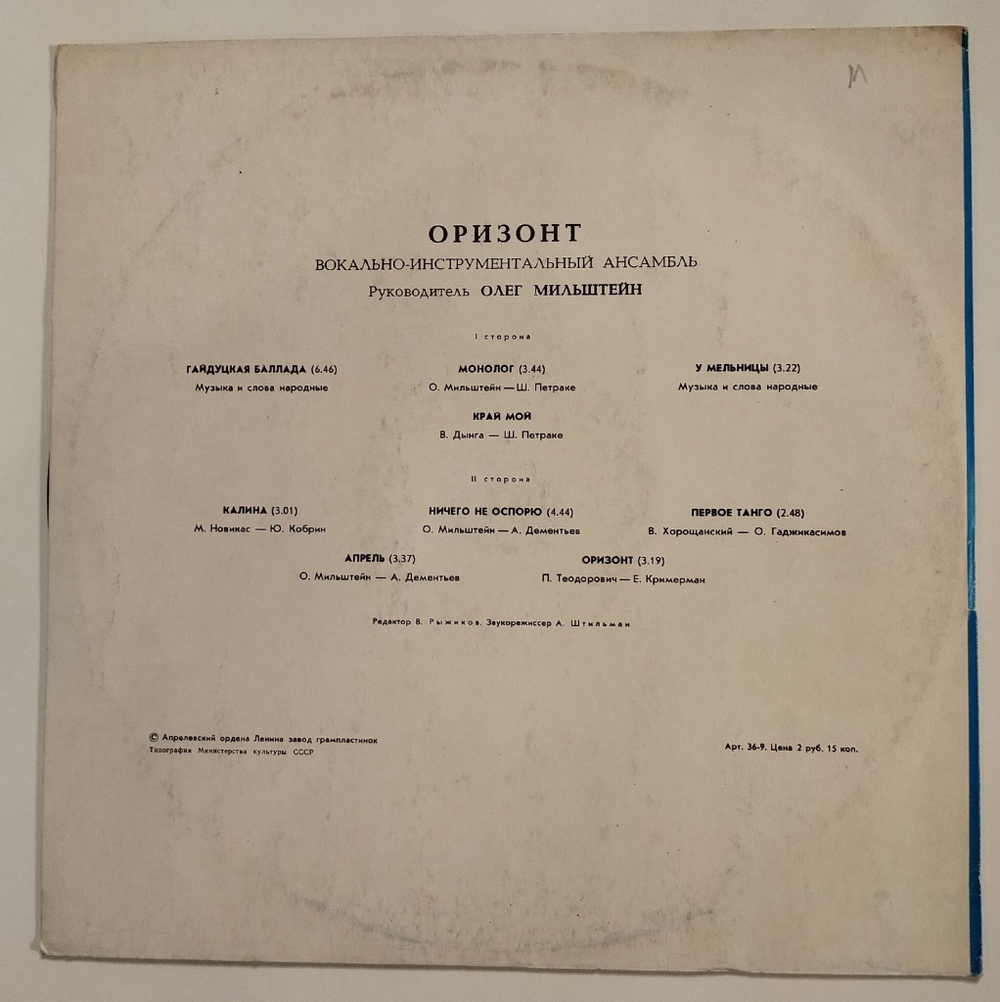 ОРИЗОНТ
ВОКАЛЬНО-ИНСТРУМЕНТАЛЬНЫЙ АНСАМБЛЬ
Руководитель ОЛЕГ МИЛЬШТЕЙН
I сторона
ГАЙДУЦКАЯ БАЛЛАДА (6.46)
Музыка и слова народные
МОНОЛОГ (3.44)
О. Мильштейн — Ш. Петраке
У МЕЛЬНИЦЫ (3.22)
Музыка и слова народные
КРАЙ МОЙ
В. Дынга — Ш. Петраке
II сторона
КАЛИНА (3.01)
М. Новикас — Ю. Кобрин
НИЧЕГО НЕ ОСПОРЮ (4.44)
О. Мильштейн — А. Дементьев
ПЕРВОЕ ТАНГО (2.48)
В. Хорощанский — О. Гаджикасимов
АПРЕЛЬ (3.37)
О. Мильштейн — А. Дементьев
ОРИЗОНТ (3.19)
П. Теодорович — Е. Кримерман
Редактор В. Рыжиков. Звукорежиссер А. Штильман
© Апрелевский ордена Ленина завод грампластинок
Типография Министерства культуры СССР
Арт. 36-9. Цена 2 руб. 15 коп.